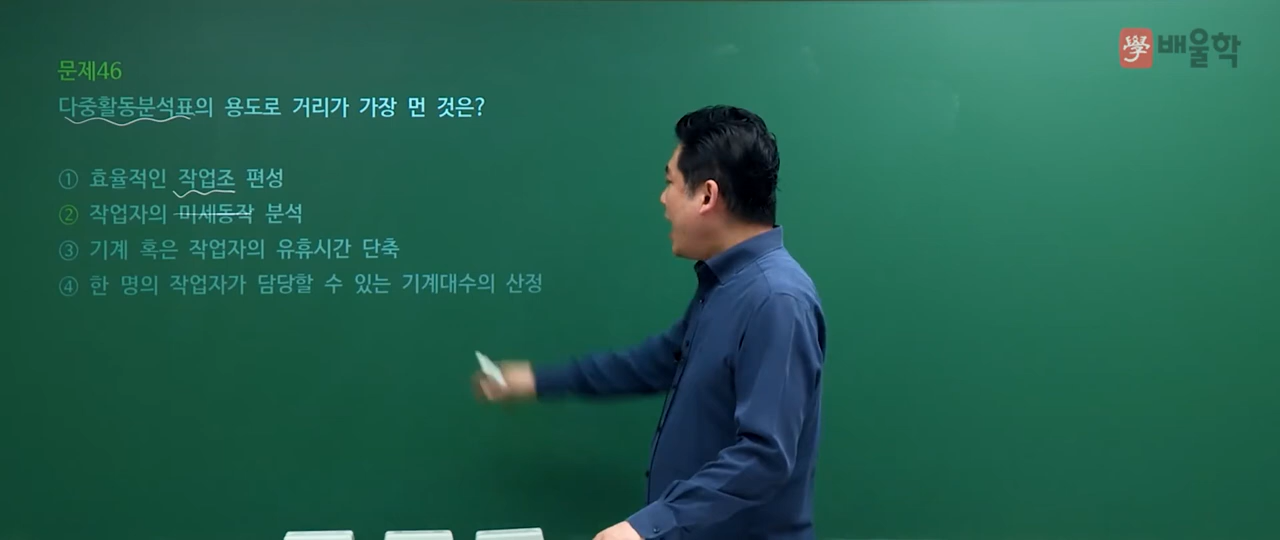 學 배울학
문제46
다중활동분석표의 용도로 거리가 가장 먼 것은?
① 효율적인 작업조 편성
② 작업자의 미세동작 분석
③ 기계 혹은 작업자의 유휴시간 단축
④ 한 명의 작업자가 담당할 수 있는 기계대수의 산정